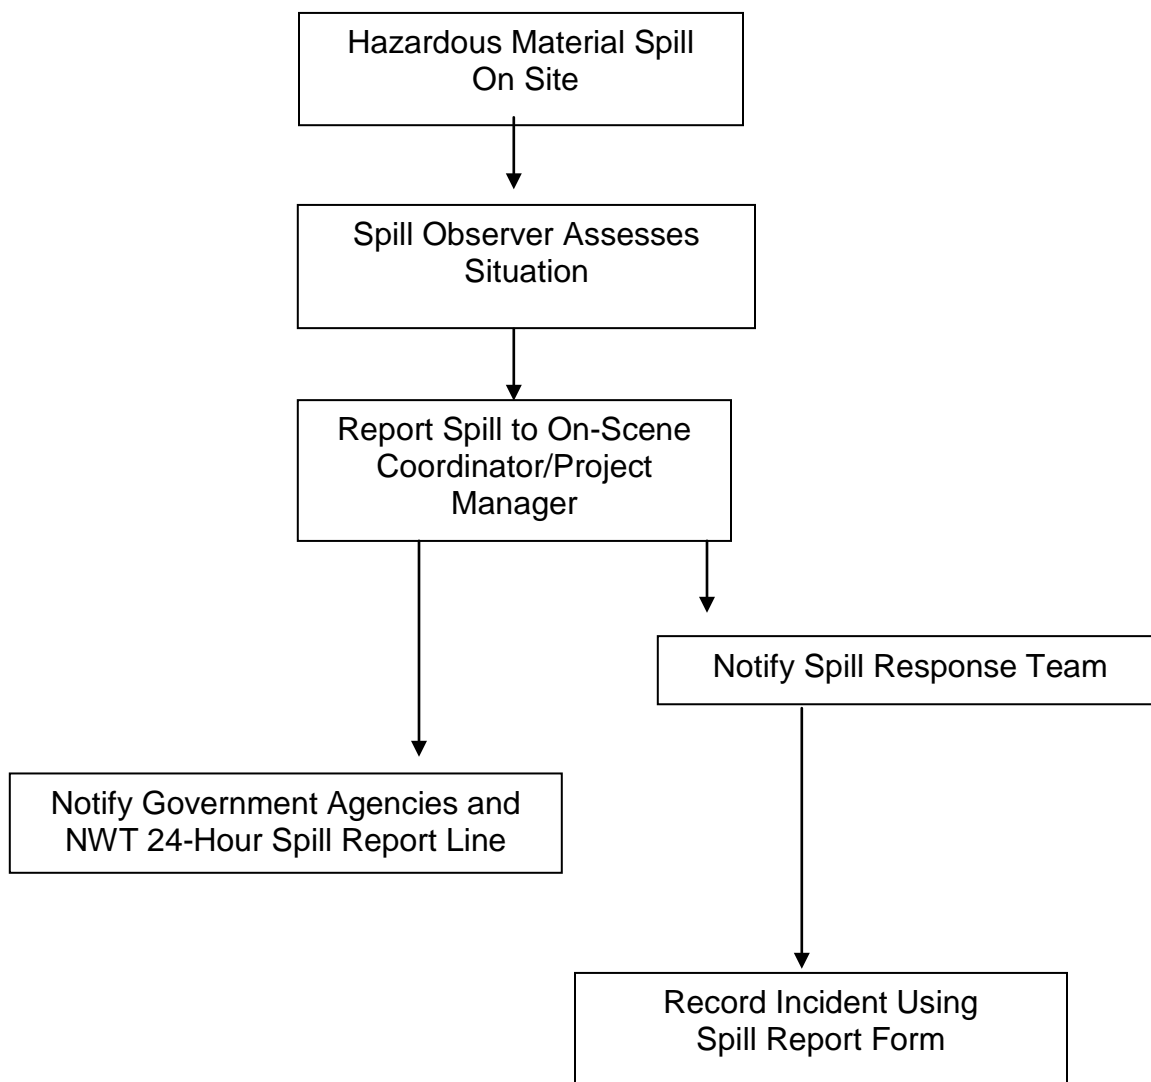 Hazardous Material Spill
On Site
Spill Observer Assesses
Situation
Report Spill to On-Scene
Coordinator/Project
Manager
Notify Spill Response Team
Notify Government Agencies and
NWT 24-Hour Spill Report Line
Record Incident Using
Spill Report Form